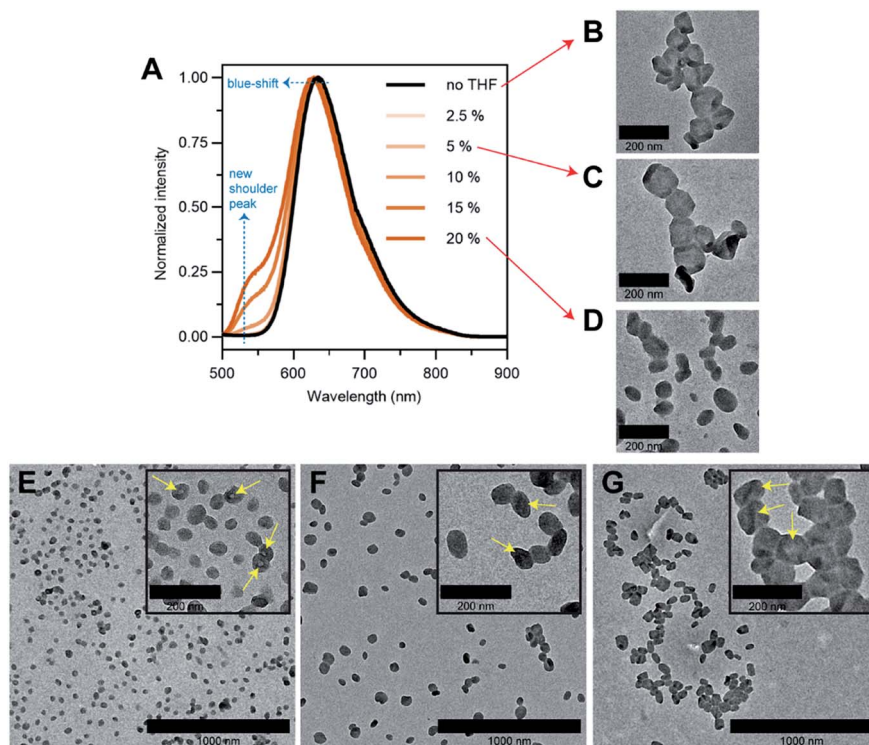 A
Normalized intensity
1.00
0.75
0.50
0.25
0.00
500
600
700
800
900
Wavelength (nm)
blue-shift
new
shoulder
peak
no THF
2.5 %
5 %
10 %
15 %
20 %
B
200 nm
C
200 nm
D
200 nm
E
200 nm
1000 nm
F
200 nm
1000 nm
G
200 nm
1000 nm